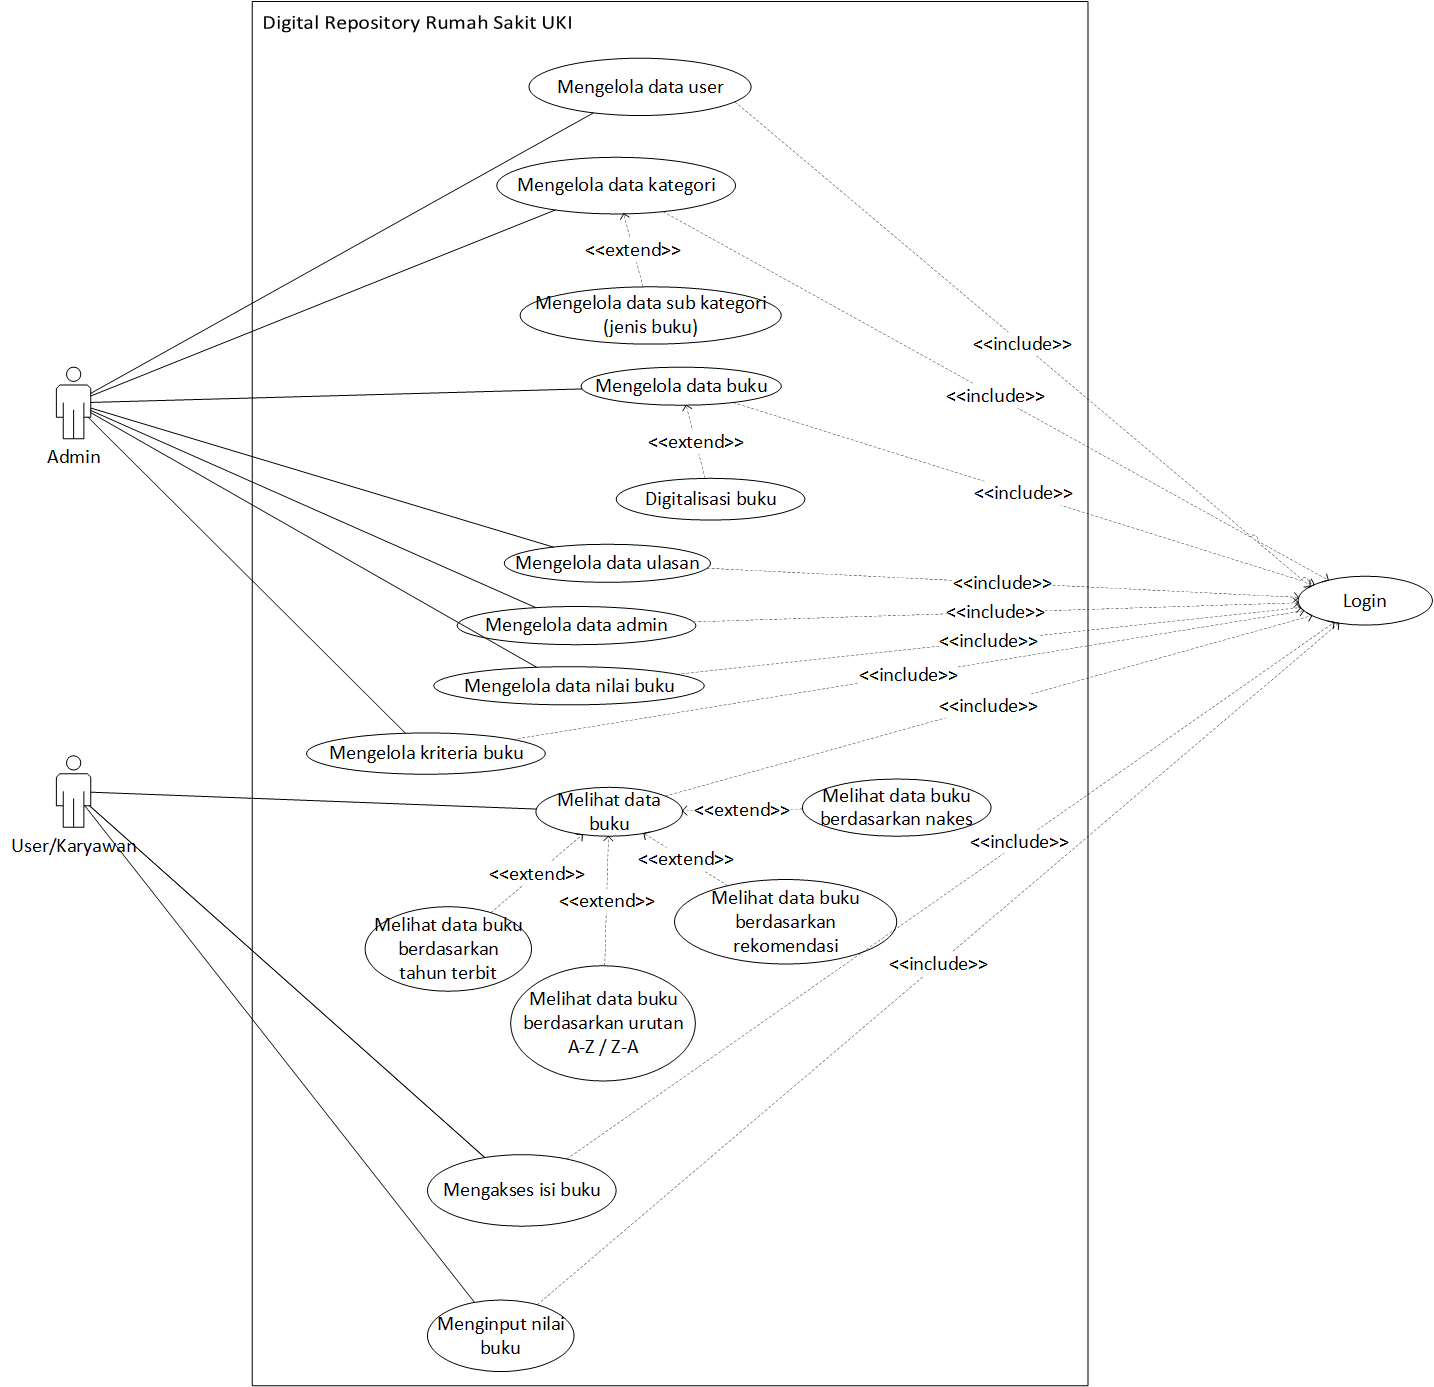 Digital Repository Rumah Sakit UKI
Mengelola data user
Mengelola data kategori
<<extend>>
Mengelola data sub kategori
(jenis buku)
<<include>>
Mengelola data buku
<<include>>
<<extend>>
Admin
<<include>>
Digitalisasi buku
Mengelola data ulasan
<<include>>
Login
<<include>>
Mengelola data admin
<<include>>
<<include>>
Mengelola data nilai buku
<<include>>
Mengelola kriteria buku
Melihat data
buku
<<extend>>
Melihat data buku
berdasarkan nakes
User/Karyawan
<<include>>
<<extend>>
<<extend>>
<<extend>>
Melihat data buku
berdasarkan
rekomendasi
Melihat data buku
berdasarkan
tahun terbit
<<include>>
Melihat data buku
berdasarkan urutan
A-Z / Z-A
Mengakses isi buku
Menginput nilai
buku